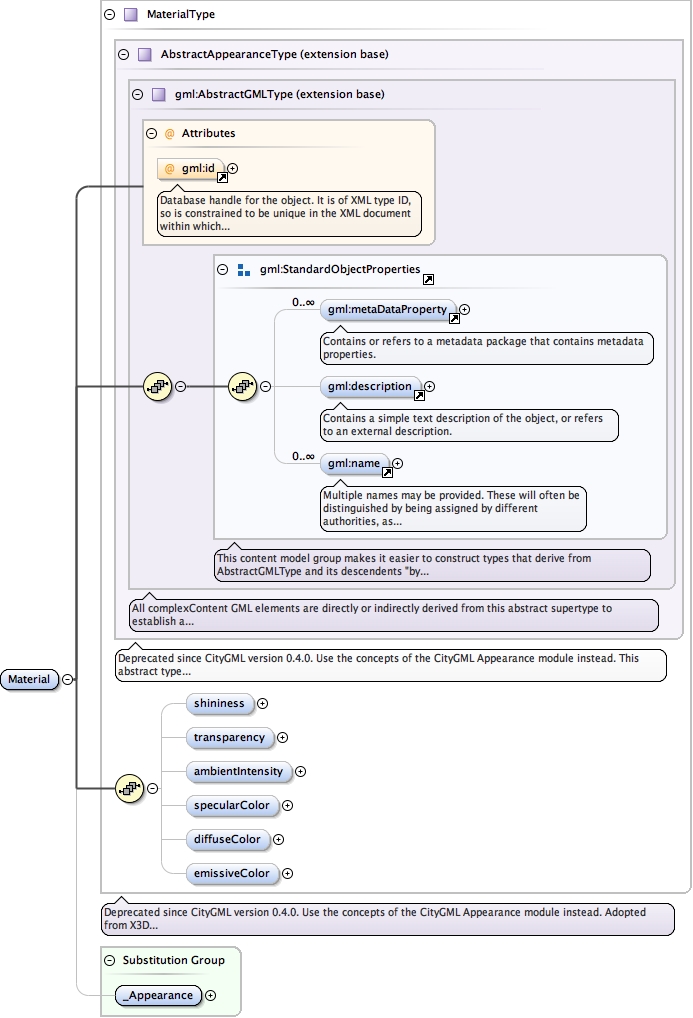 MaterialType
AbstractAppearanceType (extension base)
gml:AbstractGMLType (extension base)
@ Attributes
@ gml:id
Database handle for the object. It is of XML type ID,
so is constrained to be unique in the XML document
within which...
gml:StandardObjectProperties
0..∞
gml:metaDataProperty
Contains or refers to a metadata package that contains metadata
properties.
gml:description
Contains a simple text description of the object, or refers
to an external description.
0..∞
gml:name
Multiple names may be provided. These will often be
distinguished by being assigned by different
authorities, as...
This content model group makes it easier to construct types that derive from
AbstractGMLType and its descendents "by...
All complexContent GML elements are directly or indirectly derived from this abstract supertype to
establish a...
Deprecated since CityGML version 0.4.0. Use the concepts of the CityGML Appearance module instead. This
abstract type...
Material
shininess
transparency
ambientIntensity
specularColor
diffuseColor
emissiveColor
Deprecated since CityGML version 0.4.0. Use the concepts of the CityGML Appearance module instead. Adopted
from X3D...
Substitution Group
_Appearance